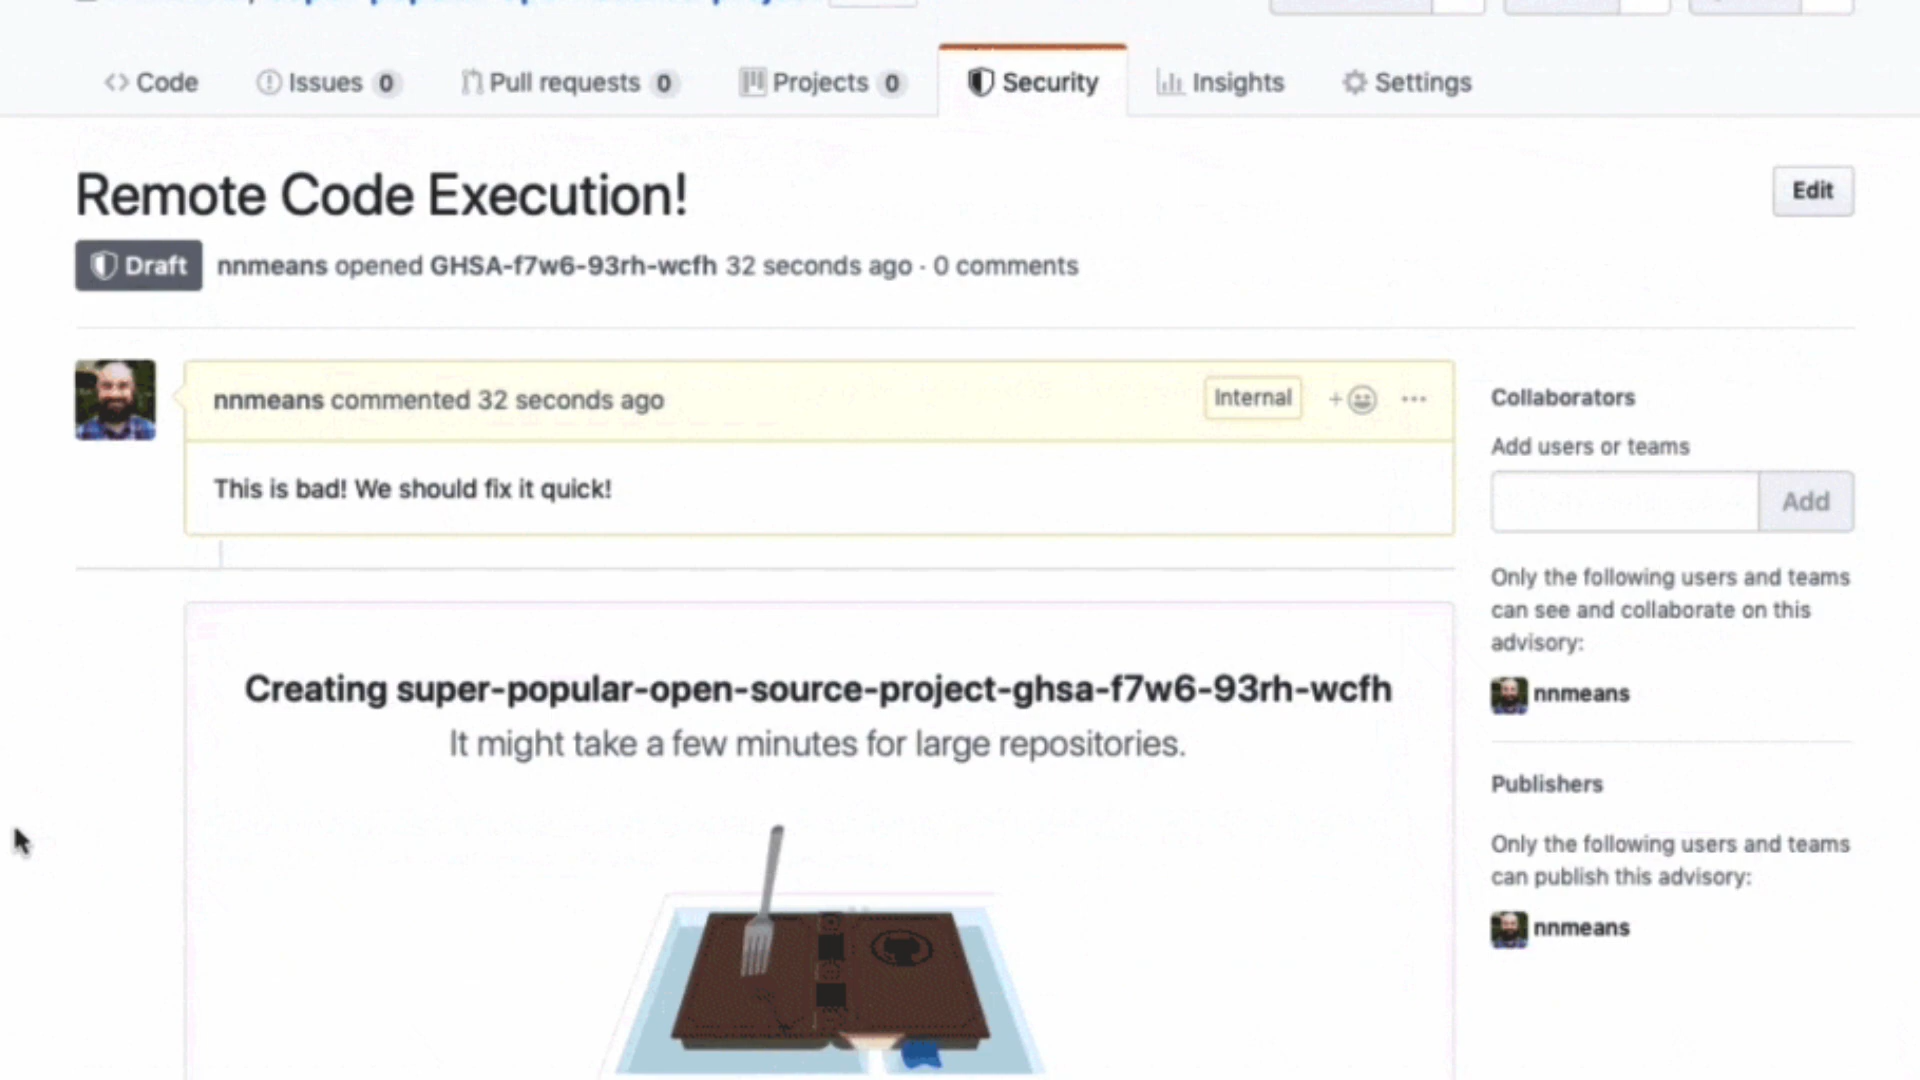 Code
Issues 0
Pull requests 0
Projects 0
Security
Insights
Settings
Remote Code Execution!
Edit
Draft
nnmeans opened GHSA-f7w6-93rh-wcfh 32 seconds ago · 0 comments
nnmeans commented 32 seconds ago
Internal
This is bad! We should fix it quick!
Creating super-popular-open-source-project-ghsa-f7w6-93rh-wcfh
It might take a few minutes for large repositories.
Collaborators
Add users or teams
Add
Only the following users and teams
can see and collaborate on this
advisory:
nnmeans
Publishers
Only the following users and teams
can publish this advisory:
nnmeans